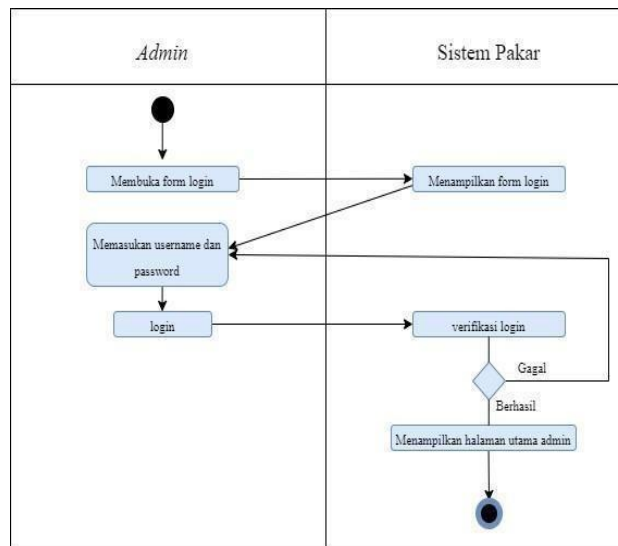 Admin
Sistem Pakar
Membuka form login
Menampilkan form login
Memasukan username dan
password
login
verifikasi login
Gagal
Berhasil
Menampilkan halaman utama admin